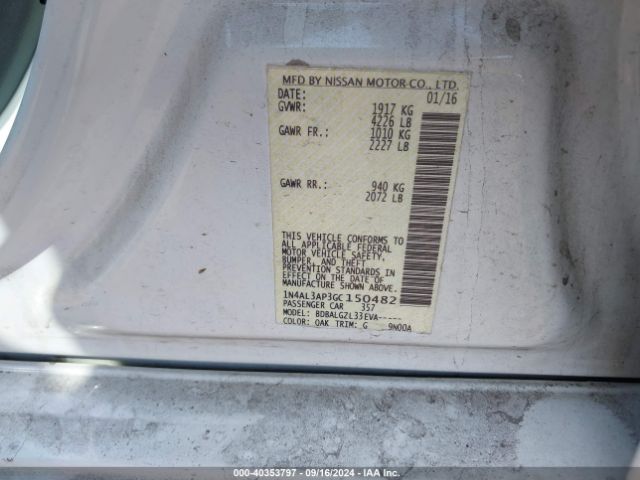 MFD BY NISSAN MOTOR CO., LTD.
DATE: 01/16
GVWR: 1917 KG
4226 LB
GAWR FR.: 1010 KG
2227 LB
GAWR RR.: 940 KG
2072 LB
THIS VEHICLE CONFORMS TO
ALL APPLICABLE FEDERAL
MOTOR VEHICLE SAFETY,
BUMPER, AND THEFT
PREVENTION STANDARDS IN
EFFECT ON THE DATE OF
MANUFACTURE SHOWN ABOVE.
1N4AL3AP3GC150482
PASSENGER CAR 357
MODEL: BDBALGZL33EVA-----
COLOR: QAK TRIM: G 9N00A
000-40353797 - 09/16/2024 - IAA Inc.